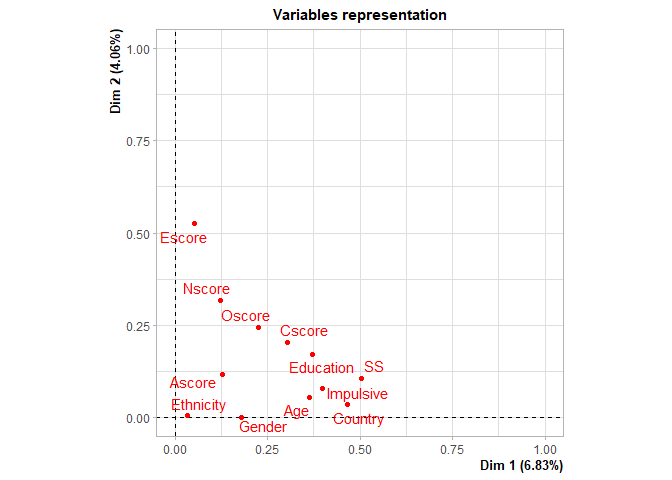 Variables representation
Dim 2 (4.06%)
1.00
0.75
0.50
0.25
0.00
Escore
Nscore
Oscore
Cscore
Education
SS
Ascore
Impulsive
Ethnicity
Age
Country
Gender
0.00
0.25
0.50
0.75
1.00
Dim 1 (6.83%)